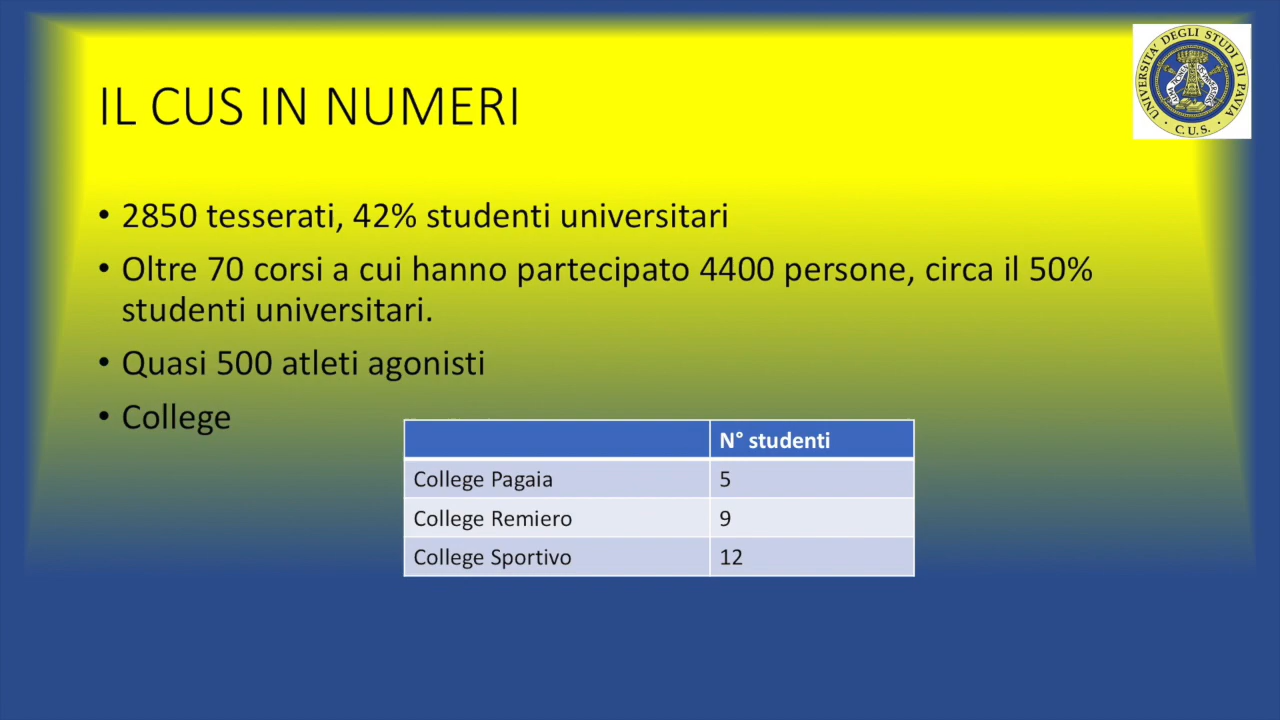 IL CUS IN NUMERI
UNIVERSITA' DEGLI STUDI DI PAVIA
· C.U.S. ·
• 2850 tesserati, 42% studenti universitari
• Oltre 70 corsi a cui hanno partecipato 4400 persone, circa il 50%
studenti universitari.
• Quasi 500 atleti agonisti
• College
N° studenti
College Pagaia 5
College Remiero 9
College Sportivo 12